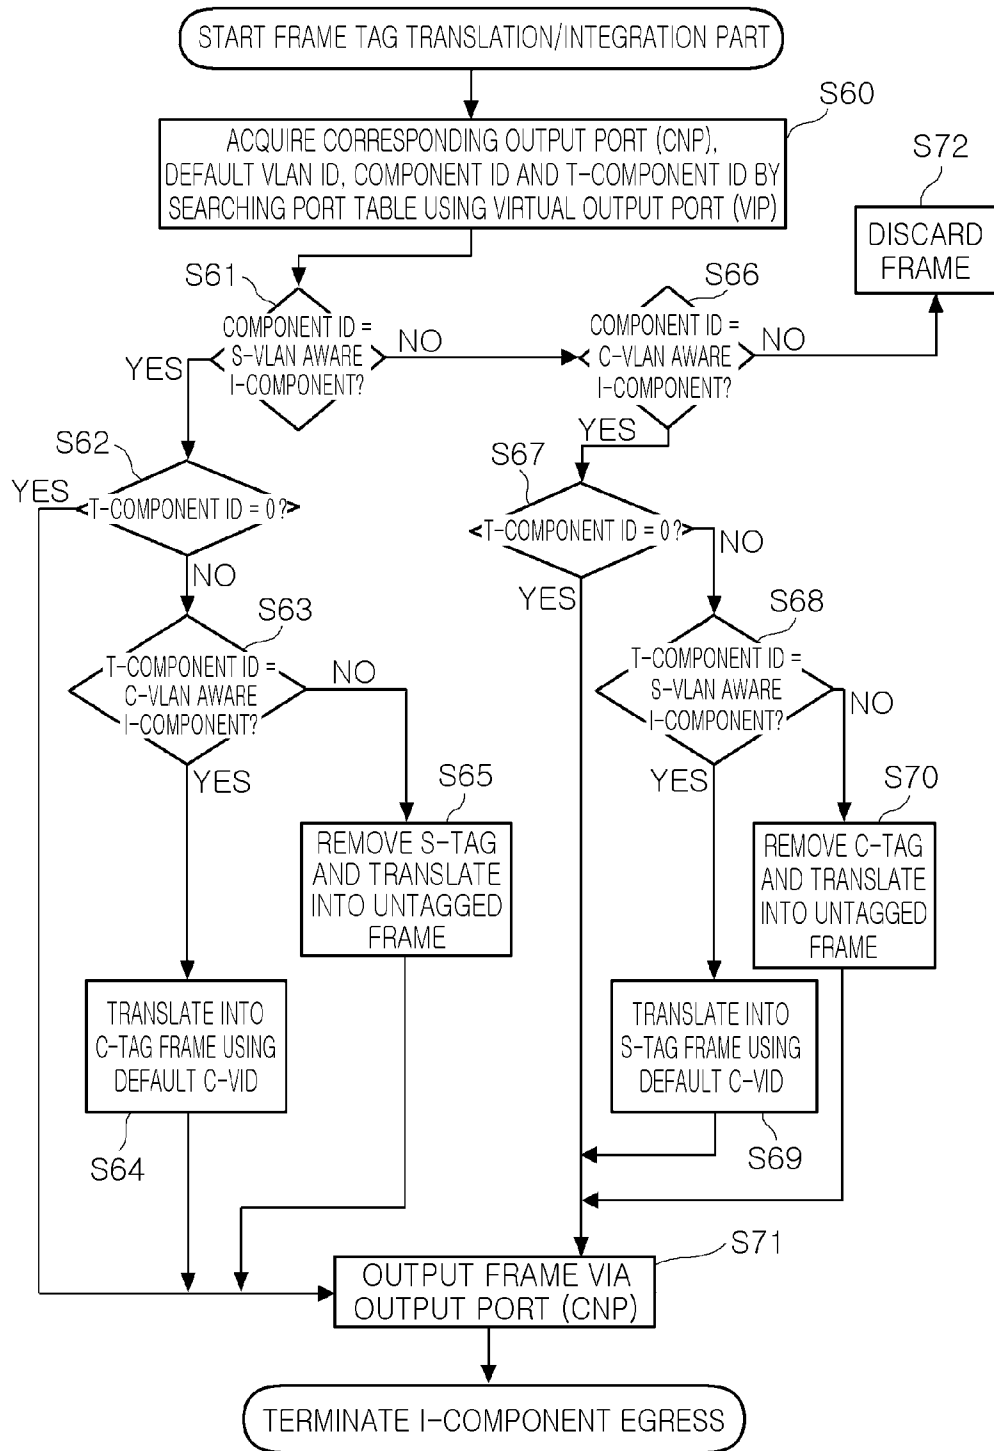 START FRAME TAG TRANSLATION/INTEGRATION PART
S60
ACQUIRE CORRESPONDING OUTPUT PORT (CNP),
DEFAULT VLAN ID, COMPONENT ID AND T-COMPONENT ID BY
SEARCHING PORT TABLE USING VIRTUAL OUTPUT PORT (VIP)
S72
DISCARD
FRAME
S61
COMPONENT ID =
S-VLAN AWARE
I-COMPONENT?
YES
NO
S66
COMPONENT ID =
C-VLAN AWARE
I-COMPONENT?
NO
YES
S62
YES
T-COMPONENT ID = 0?
NO
S67
T-COMPONENT ID = 0?
NO
YES
S63
T-COMPONENT ID =
C-VLAN AWARE
I-COMPONENT?
NO
YES
S68
T-COMPONENT ID =
S-VLAN AWARE
I-COMPONENT?
NO
YES
S65
REMOVE S-TAG
AND TRANSLATE
INTO UNTAGGED
FRAME
S70
REMOVE C-TAG
AND TRANSLATE
INTO UNTAGGED
FRAME
TRANSLATE INTO
C-TAG FRAME USING
DEFAULT C-VID
S64
TRANSLATE INTO
S-TAG FRAME USING
DEFAULT C-VID
S69
S71
OUTPUT FRAME VIA
OUTPUT PORT (CNP)
TERMINATE I-COMPONENT EGRESS